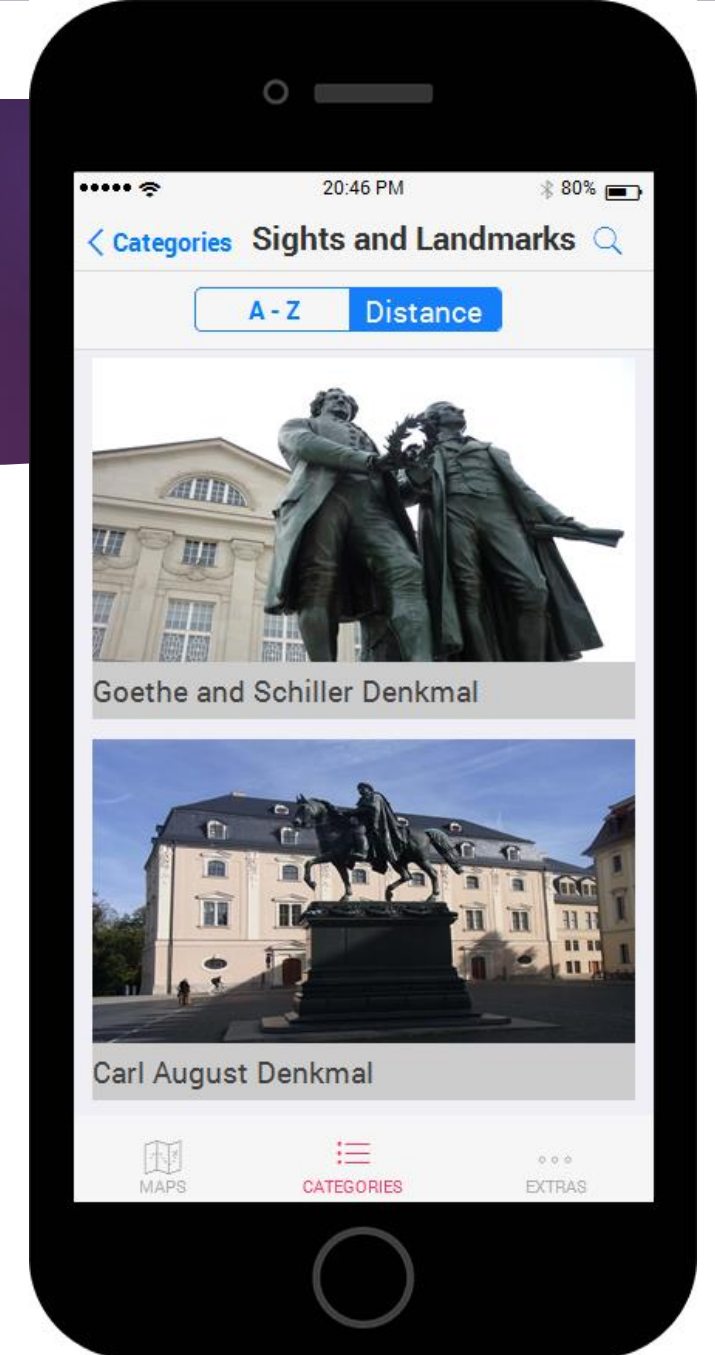 20:46 PM 80%
Categories Sights and Landmarks
A - Z Distance
Goethe and Schiller Denkmal
Carl August Denkmal
MAPS CATEGORIES EXTRAS